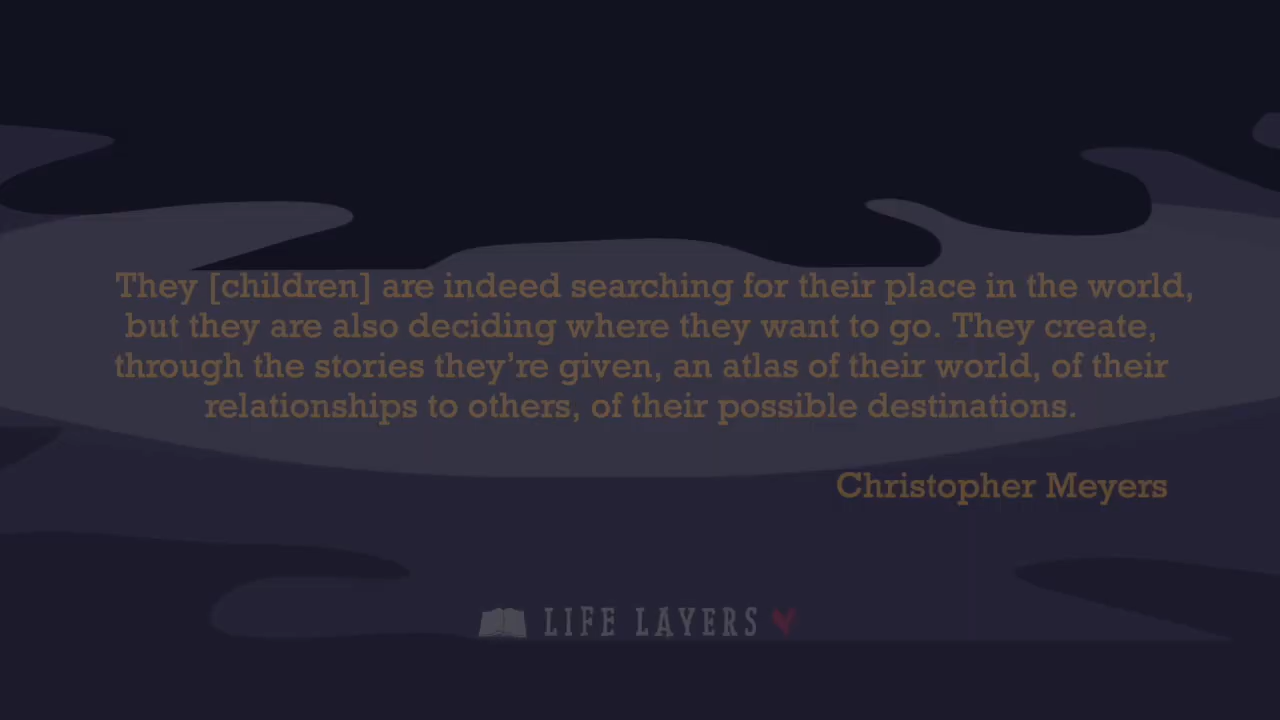 They [children] are indeed searching for their place in the world,
but they are also deciding where they want to go. They create,
through the stories they’re given, an atlas of their world, of their
relationships to others, of their possible destinations.
Christopher Meyers
LIFE LAYERS